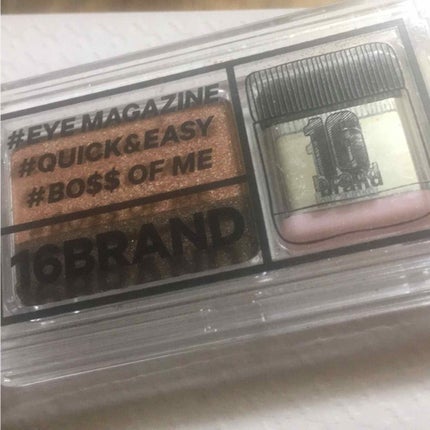 #EYE MAGAZINE
#QUICK&EASY
#BO$$ OF ME
16BRAND
16
brand